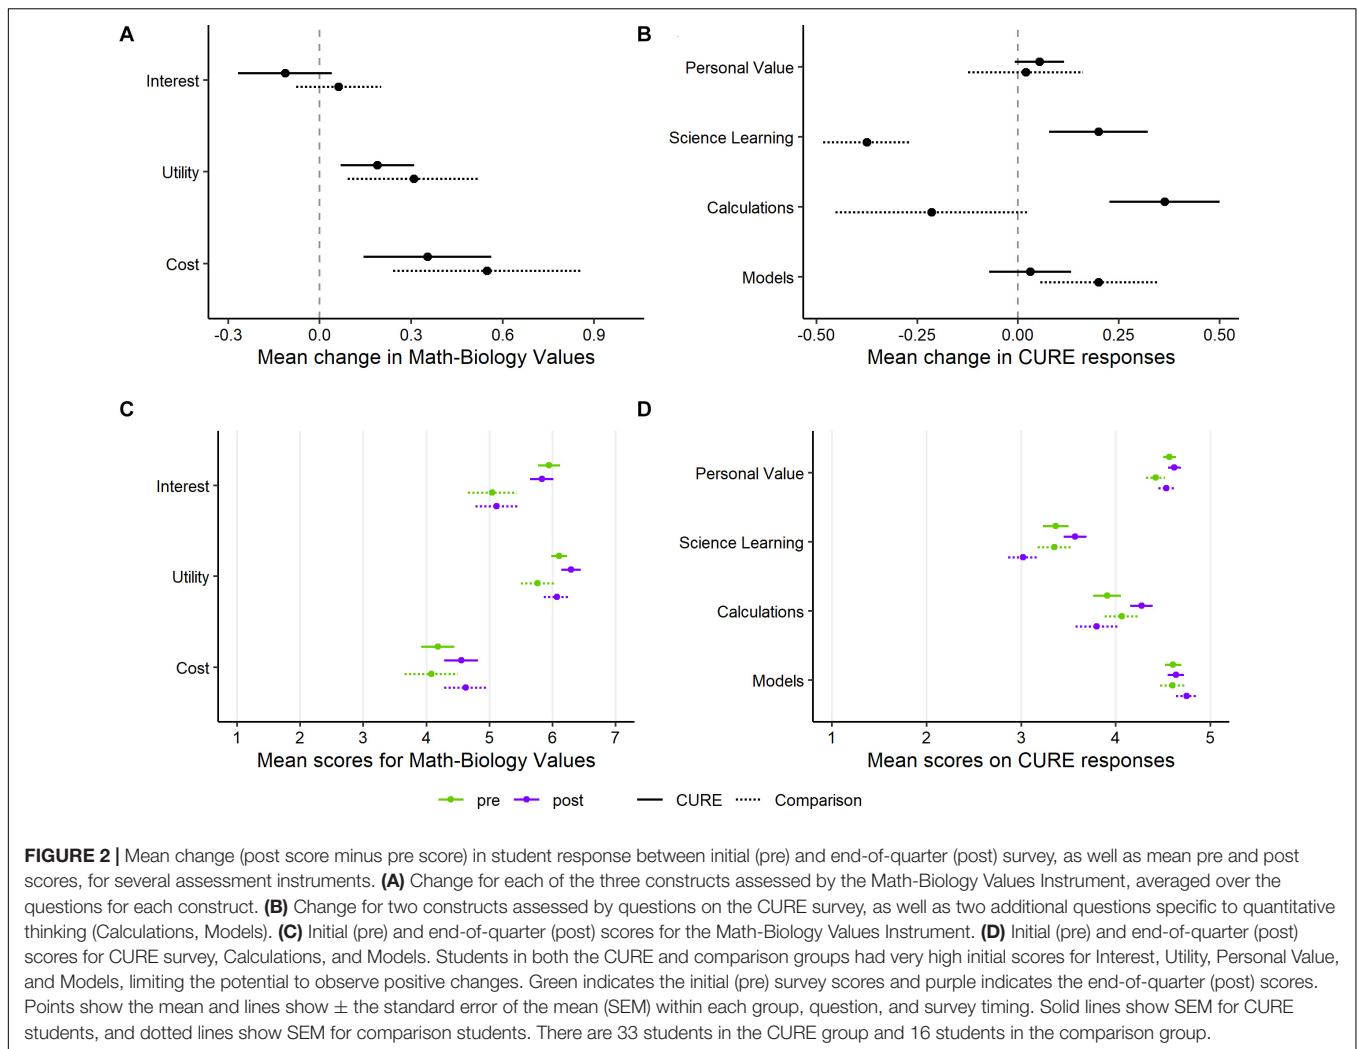 A
Interest
Utility
Cost
-0.3 0.0 0.3 0.6 0.9
Mean change in Math-Biology Values
B
Personal Value
Science Learning
Calculations
Models
-0.50 -0.25 0.00 0.25 0.50
Mean change in CURE responses
C
Interest
Utility
Cost
1 2 3 4 5 6 7
Mean scores for Math-Biology Values
D
Personal Value
Science Learning
Calculations
Models
1 2 3 4 5
Mean scores on CURE responses
pre post CURE Comparison
FIGURE 2 | Mean change (post score minus pre score) in student response between initial (pre) and end-of-quarter (post) survey, as well as mean pre and post
scores, for several assessment instruments. (A) Change for each of the three constructs assessed by the Math-Biology Values Instrument, averaged over the
questions for each construct. (B) Change for two constructs assessed by questions on the CURE survey, as well as two additional questions specific to quantitative
thinking (Calculations, Models). (C) Initial (pre) and end-of-quarter (post) scores for the Math-Biology Values Instrument. (D) Initial (pre) and end-of-quarter (post)
scores for CURE survey, Calculations, and Models. Students in both the CURE and comparison groups had very high initial scores for Interest, Utility, Personal Value,
and Models, limiting the potential to observe positive changes. Green indicates the initial (pre) survey scores and purple indicates the end-of-quarter (post) scores.
Points show the mean and lines show ± the standard error of the mean (SEM) within each group, question, and survey timing. Solid lines show SEM for CURE
students, and dotted lines show SEM for comparison students. There are 33 students in the CURE group and 16 students in the comparison group.